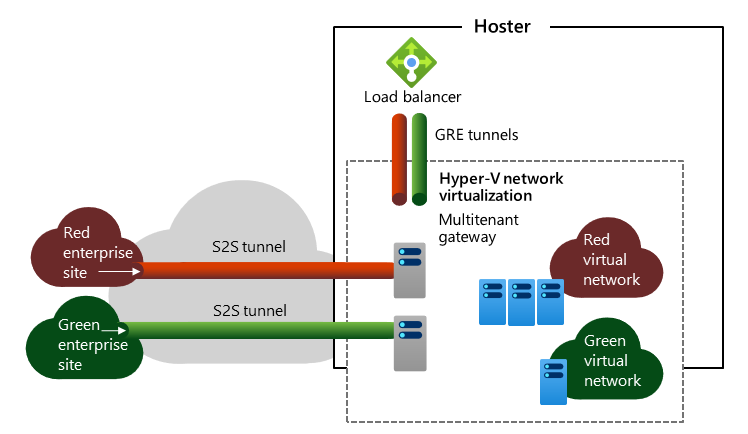 Hoster
Load balancer
GRE tunnels
Hyper-V network
virtualization
Multitenant
gateway
Red
enterprise
site
S2S tunnel
Red
virtual
network
Green
enterprise
site
S2S tunnel
Green
virtual
network